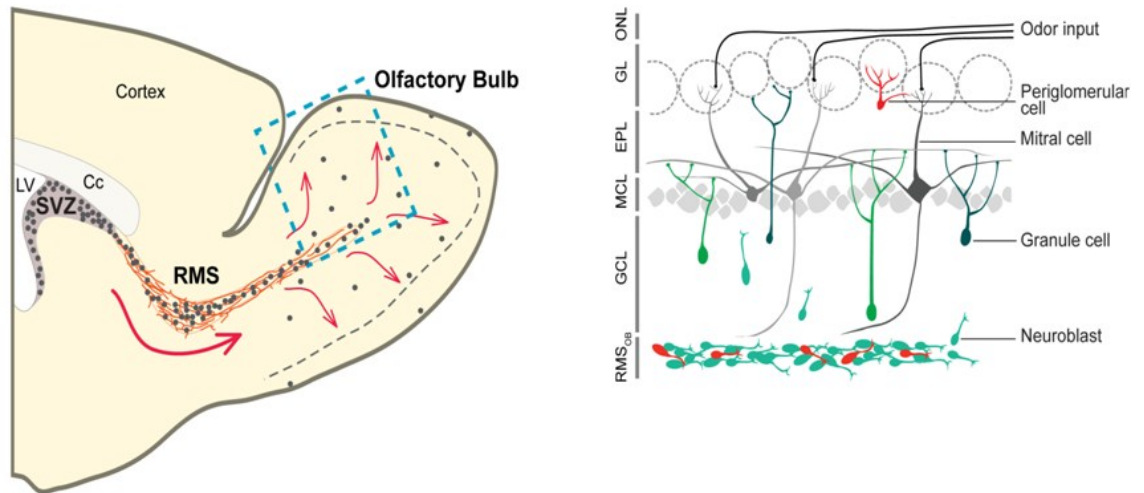 Cortex
Olfactory Bulb
LV
Cc
SVZ
RMS
ONL
GL
EPL
MCL
GCL
RMSOB
Odor input
Periglomerular
cell
Mitral cell
Granule cell
Neuroblast